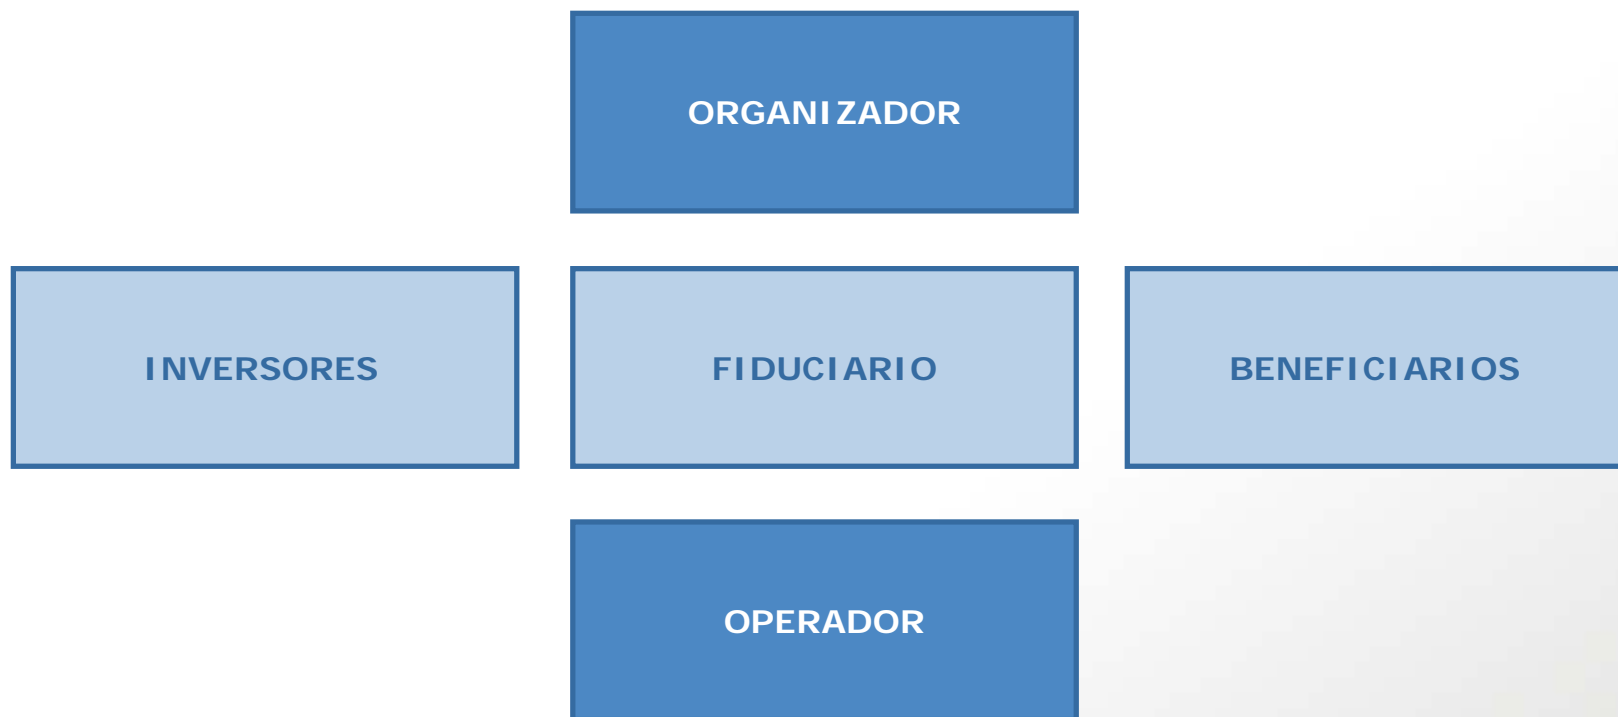 ORGANIZADOR
INVERSORES
FIDUCIARIO
BENEFICIARIOS
OPERADOR